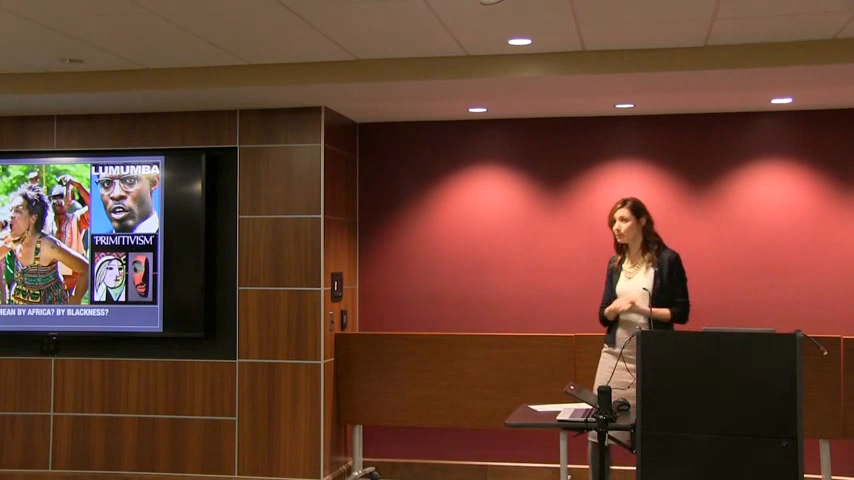 LUMUMBA
"PRIMITIVISM"
MEAN BY AFRICA? BY BLACKNESS?